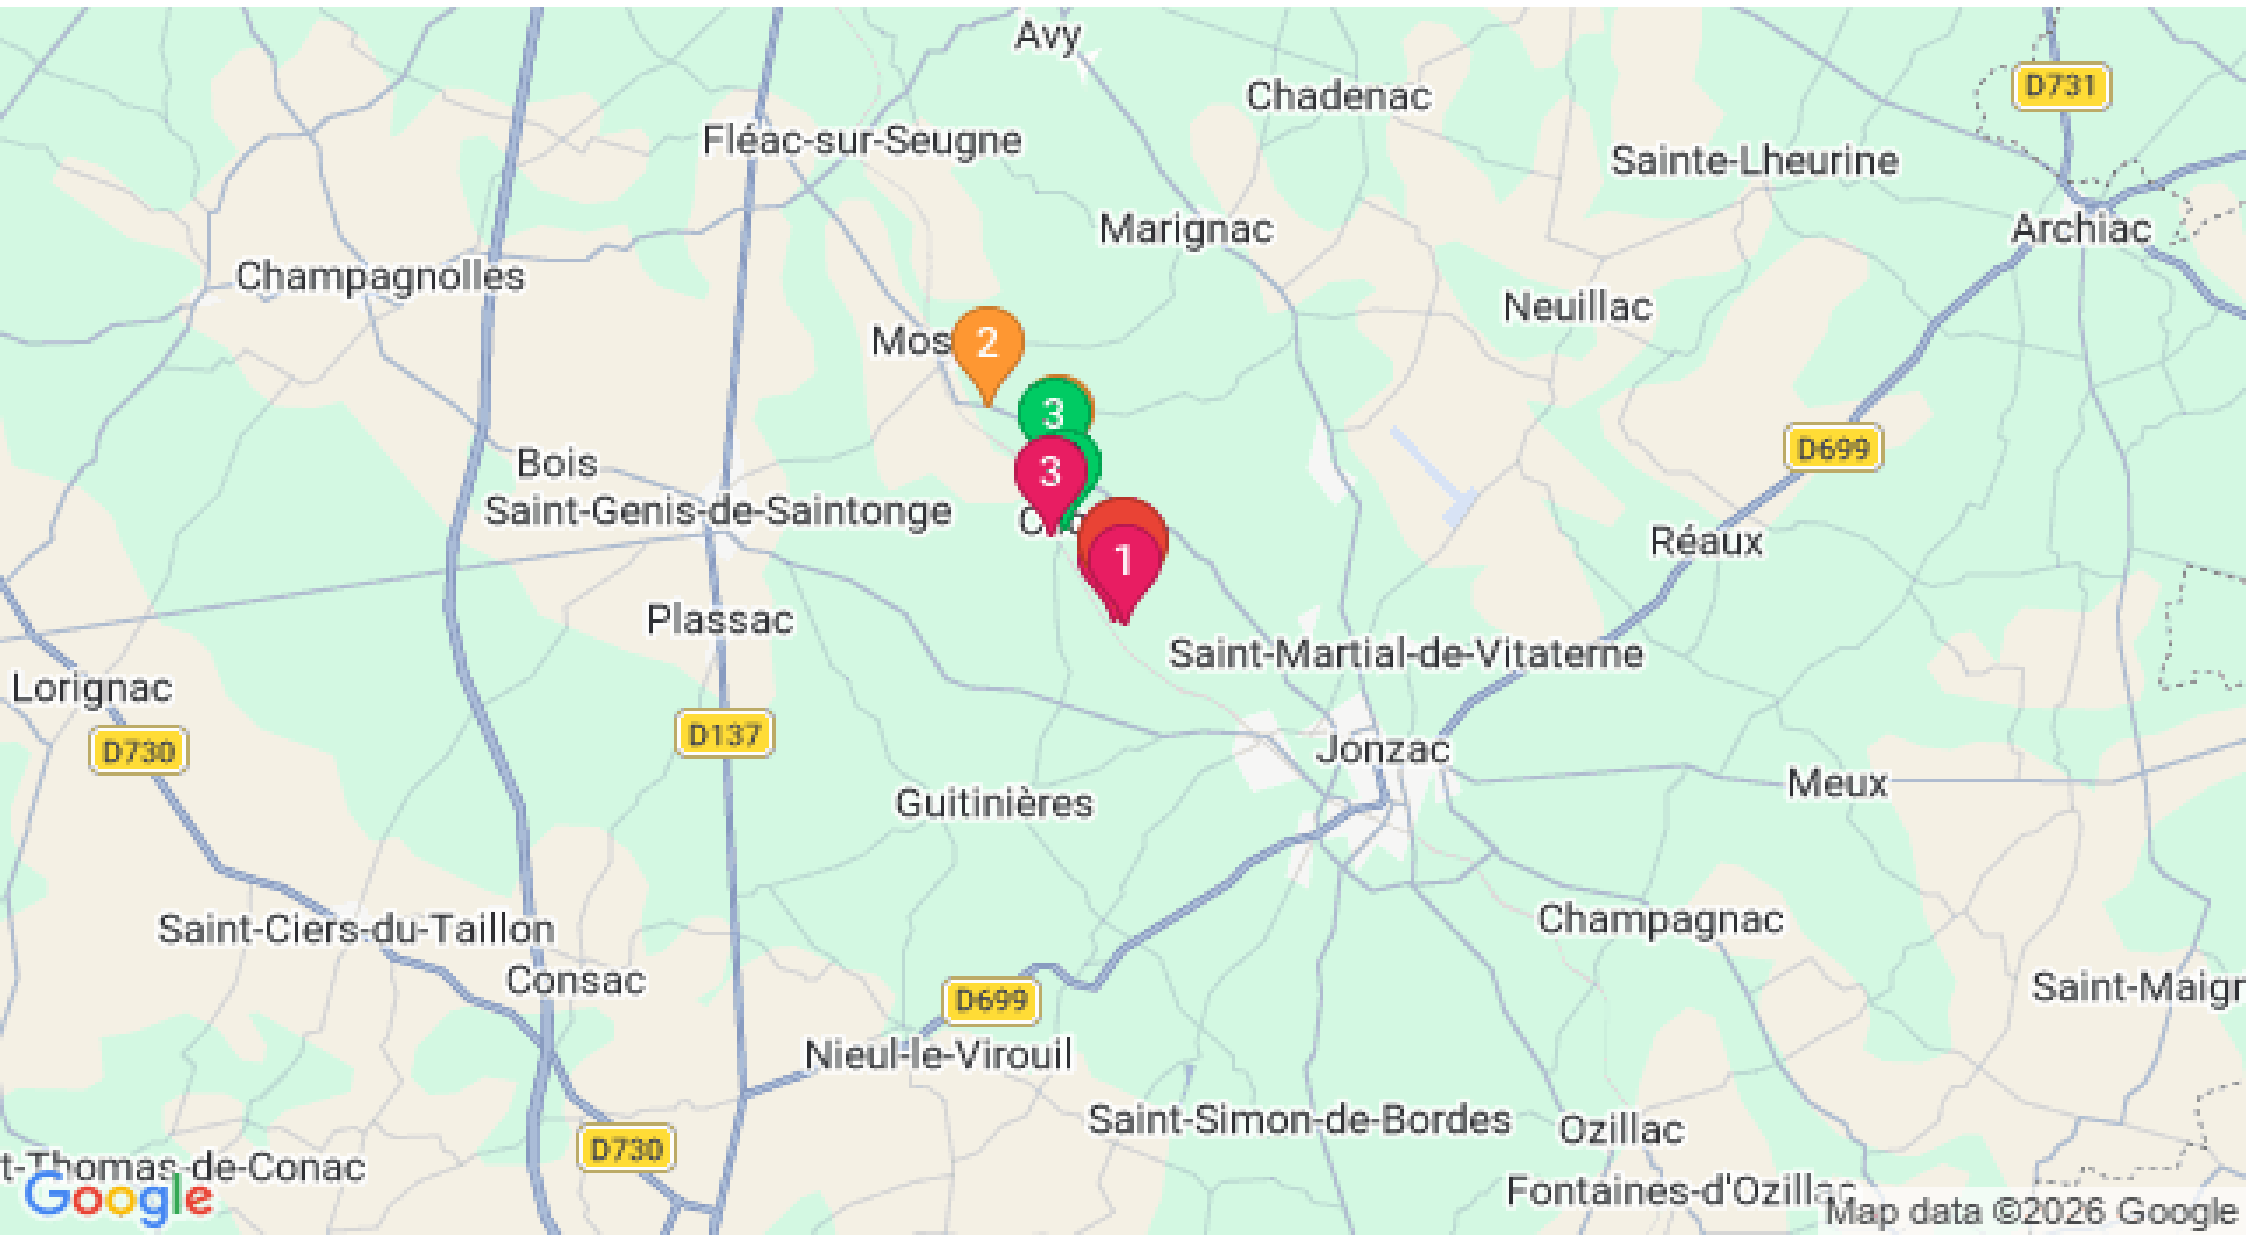 Avy
Chadenac
D731
Fléac-sur-Seugne
Sainte-Lheurine
Marignac
Archiac
Champagnolles
Neuillac
Mos
2
3
D699
Bois
3
Saint-Genis-de-Saintonge
Réaux
1
Plassac
Saint-Martial-de-Vitaterne
Lorignac
D137
D730
Jonzac
Meux
Guitinières
Champagnac
Saint-Ciers-du-Taillon
Consac
Saint-Maigr
D699
Nieul-le-Virouil
Saint-Simon-de-Bordes
Ozillac
D730
t-Thomas-de-Conac
Fontaines-d'Ozillac
Google
Map data ©2026 Google